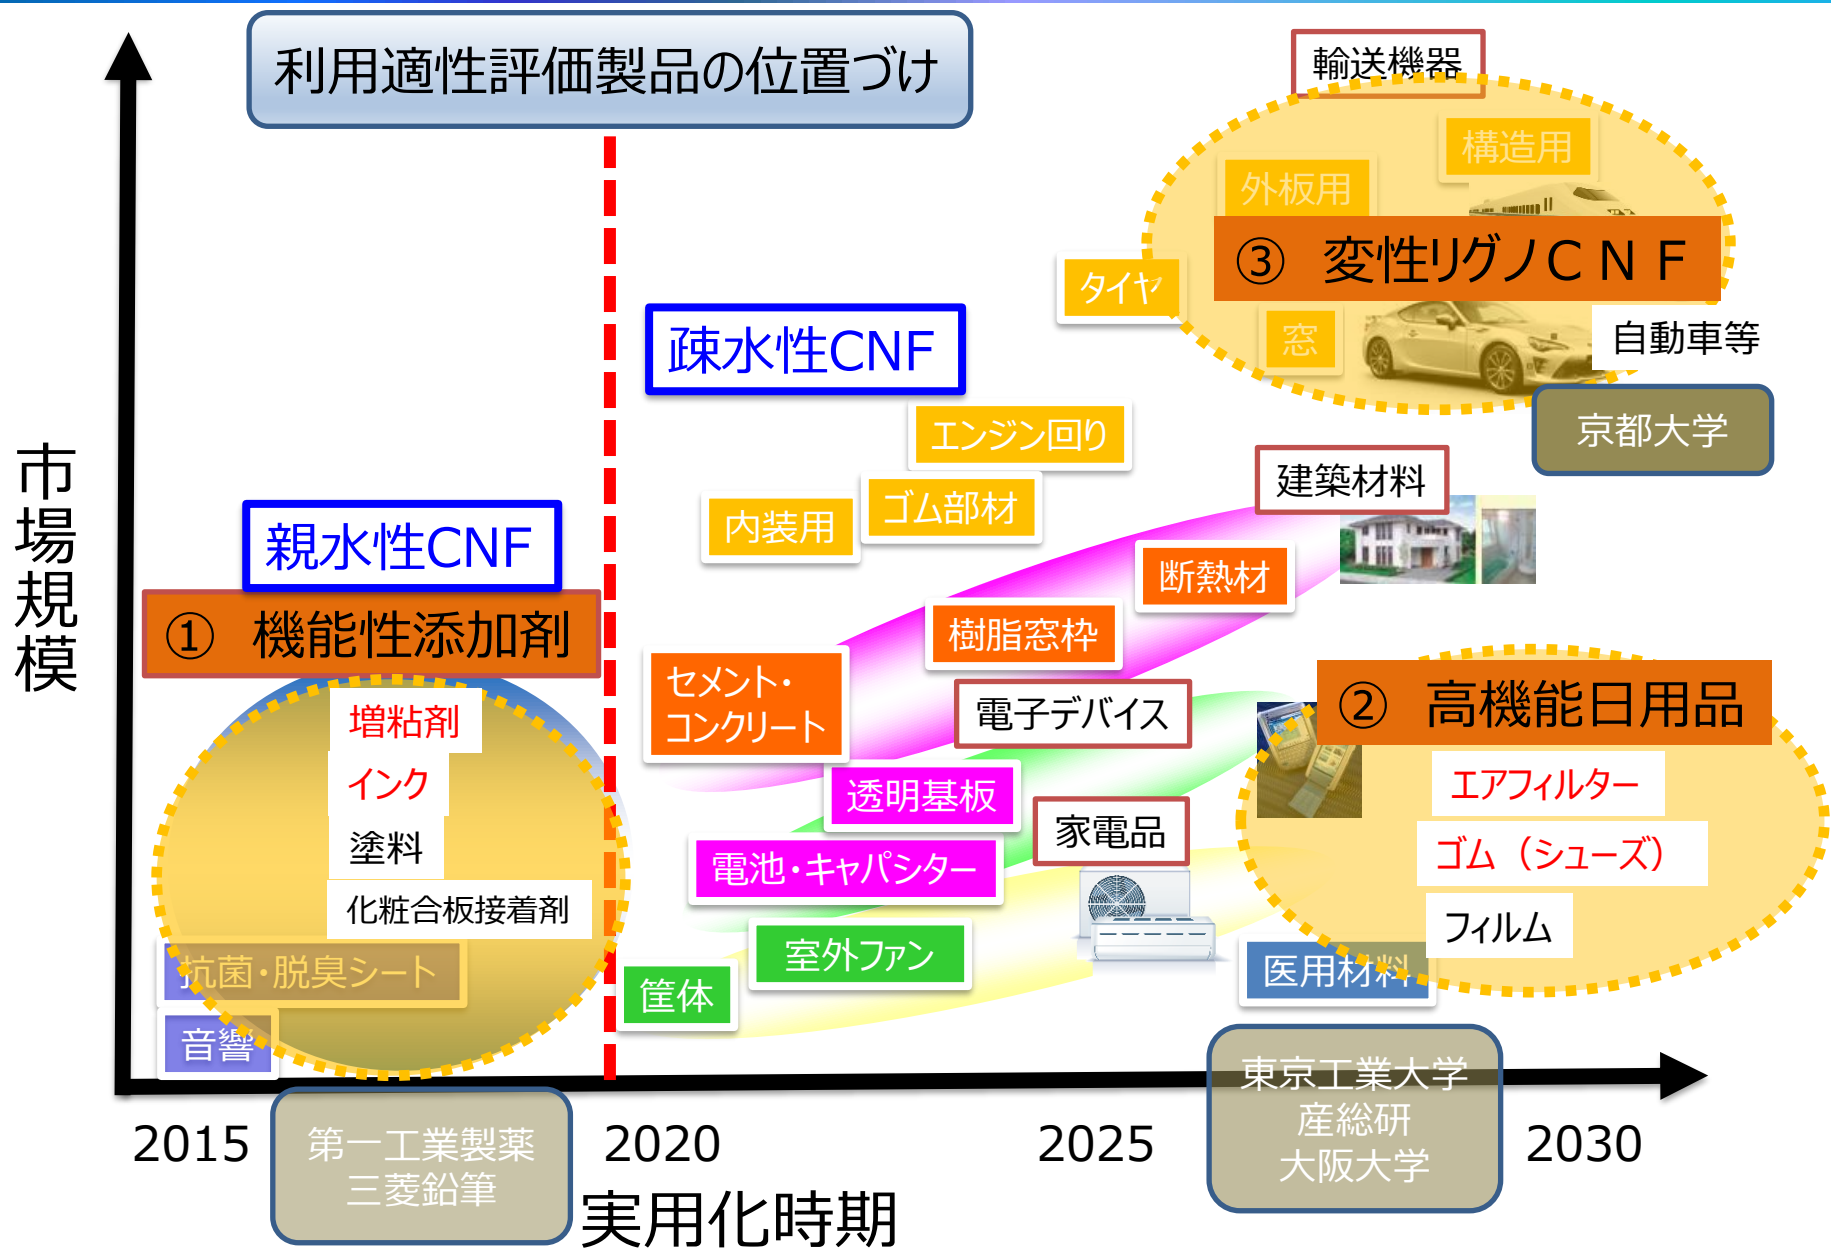 利用適性評価製品の位置づけ
輸送機器
構造用
外板用
③ 変性リグノCNF
タイヤ
窓
自動車等
疎水性CNF
京都大学
エンジン回り
ゴム部材
内装用
建築材料
親水性CNF
断熱材
① 機能性添加剤
樹脂窓枠
セメント・
コンクリート
電子デバイス
② 高機能日用品
市場規模
増粘剤
インク
塗料
化粧合板接着剤
透明基板
家電品
エアフィルター
ゴム（シューズ）
フィルム
電池・キャパシター
抗菌・脱臭シート
室外ファン
医用材料
筐体
音響
東京工業大学
産総研
大阪大学
2015
第一工業製薬
三菱鉛筆
2020
2025
2030
実用化時期